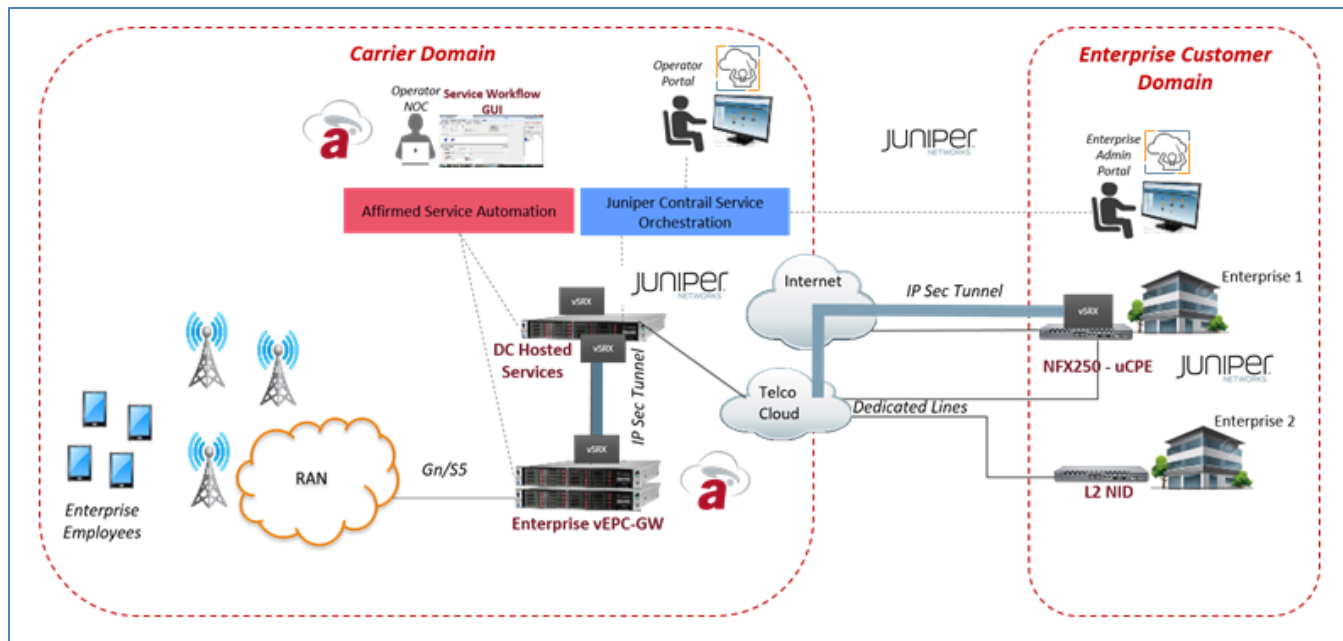 Carrier Domain
Operator
NOC
Service Workflow
GUI
a
Operator
Portal
JUNIPER
NETWORKS
Enterprise Customer
Domain
Enterprise
Admin
Portal
Affirmed Service Automation
Juniper Contrail Service
Orchestration
JUNIPER
NETWORKS
vSRX
DC Hosted
Services
vSRX
IP Sec Tunnel
Internet
IP Sec Tunnel
vSRX
Enterprise 1
NFX250 - uCPE
JUNIPER
NETWORKS
Telco
Cloud
Dedicated Lines
Enterprise 2
L2 NID
Enterprise
Employees
RAN
Gn/S5
vSRX
Enterprise vEPC-GW
a